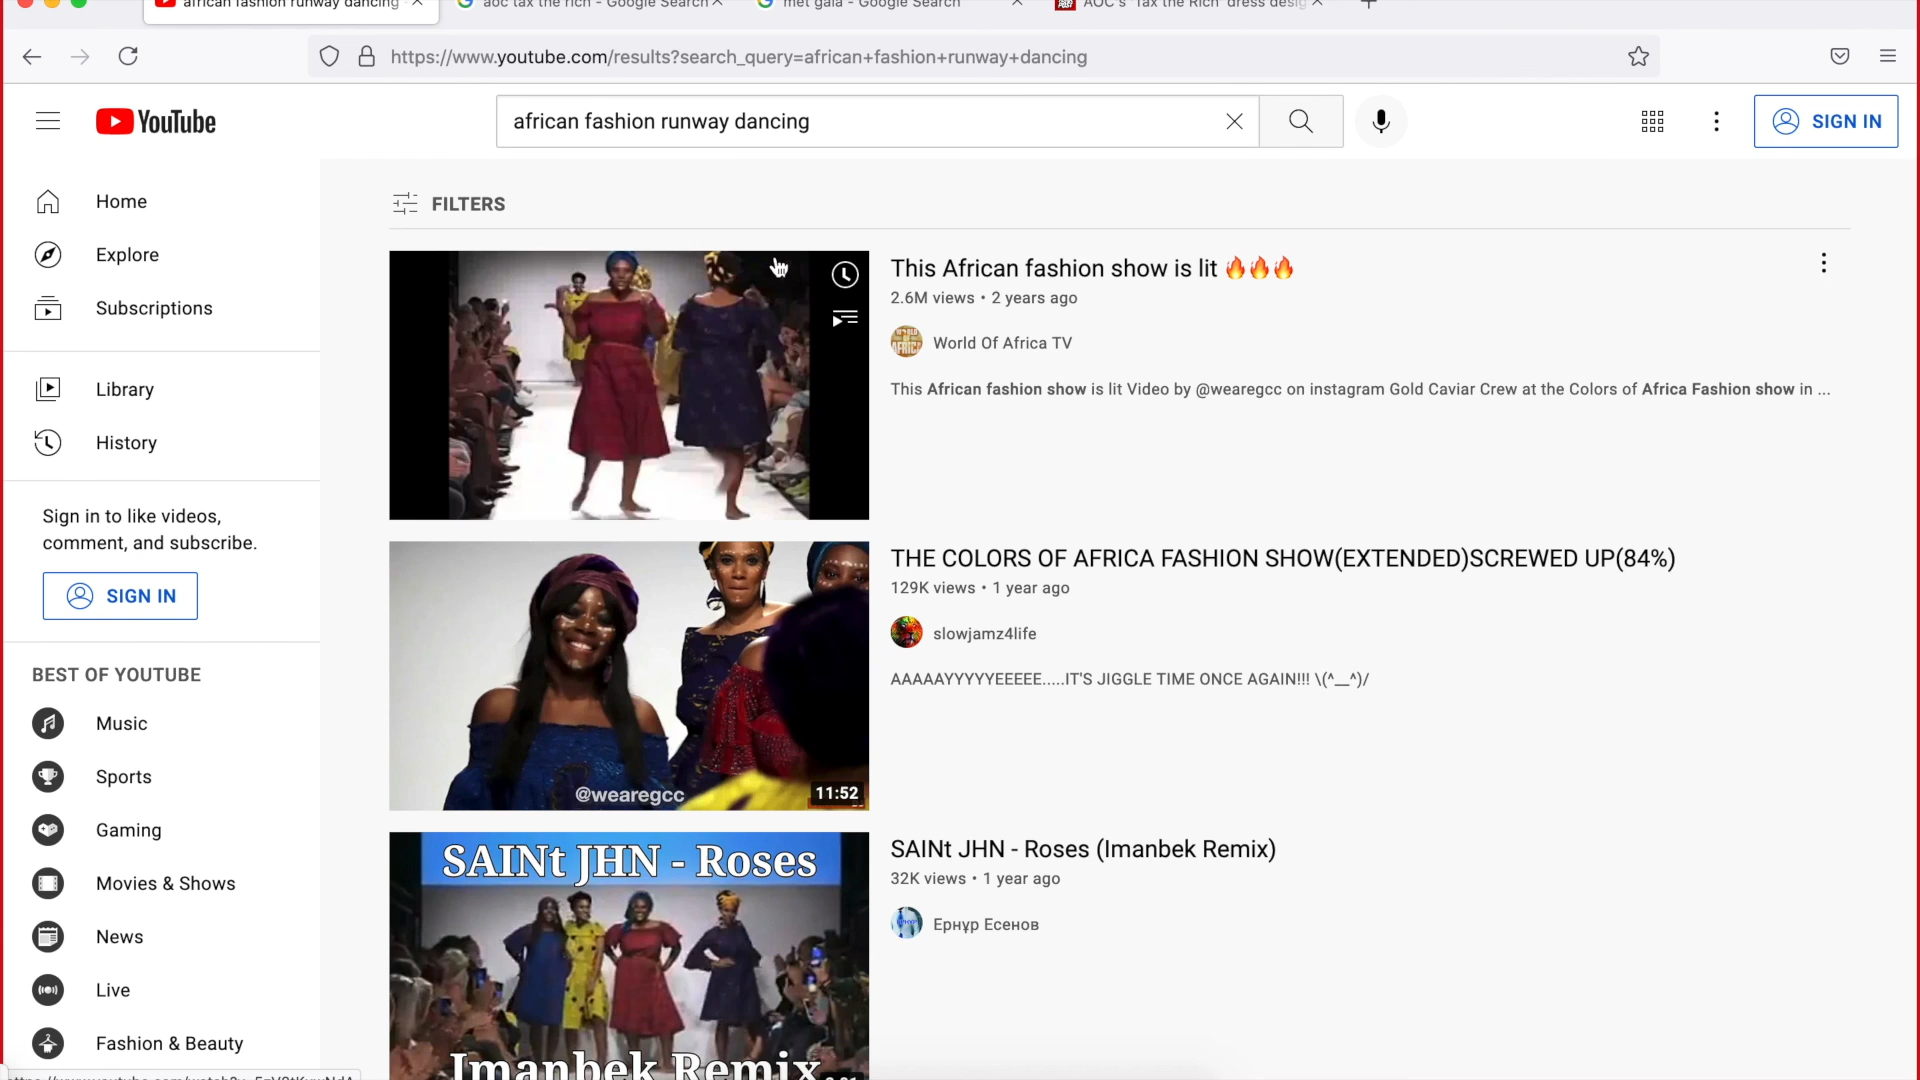 african fashion runway dancing
aoc tax the rich - Google Search
met gala - Google Search
AOC's 'Tax the Rich' dress desig
https://www.youtube.com/results?search_query=african+fashion+runway+dancing
YouTube
african fashion runway dancing
SIGN IN
Home
Explore
Subscriptions
Library
History
Sign in to like videos,
comment, and subscribe.
SIGN IN
BEST OF YOUTUBE
Music
Sports
Gaming
Movies & Shows
News
Live
Fashion & Beauty
FILTERS
This African fashion show is lit 🔥🔥🔥
2.6M views • 2 years ago
World Of Africa TV
This African fashion show is lit Video by @wearegcc on instagram Gold Caviar Crew at the Colors of Africa Fashion show in ...
@wearegcc
11:52
THE COLORS OF AFRICA FASHION SHOW(EXTENDED)SCREWED UP(84%)
129K views • 1 year ago
slowjamz4life
AAAAAYYYYYEEEEE.....IT'S JIGGLE TIME ONCE AGAIN!!! \(^__^)/
SAINt JHN - Roses
Imanbek Remix
SAINt JHN - Roses (Imanbek Remix)
32K views • 1 year ago
Ернұр Есенов